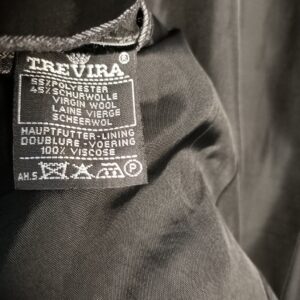 TREVIRA®
55% POLYESTER
45% SCHURWOLLE
VIRGIN WOOL
LAINE VIERGE
SCHEERWOL
HAUPTFUTTER-LINING
DOUBLURE-VOERING
100% VISCOSE
AH.5 P